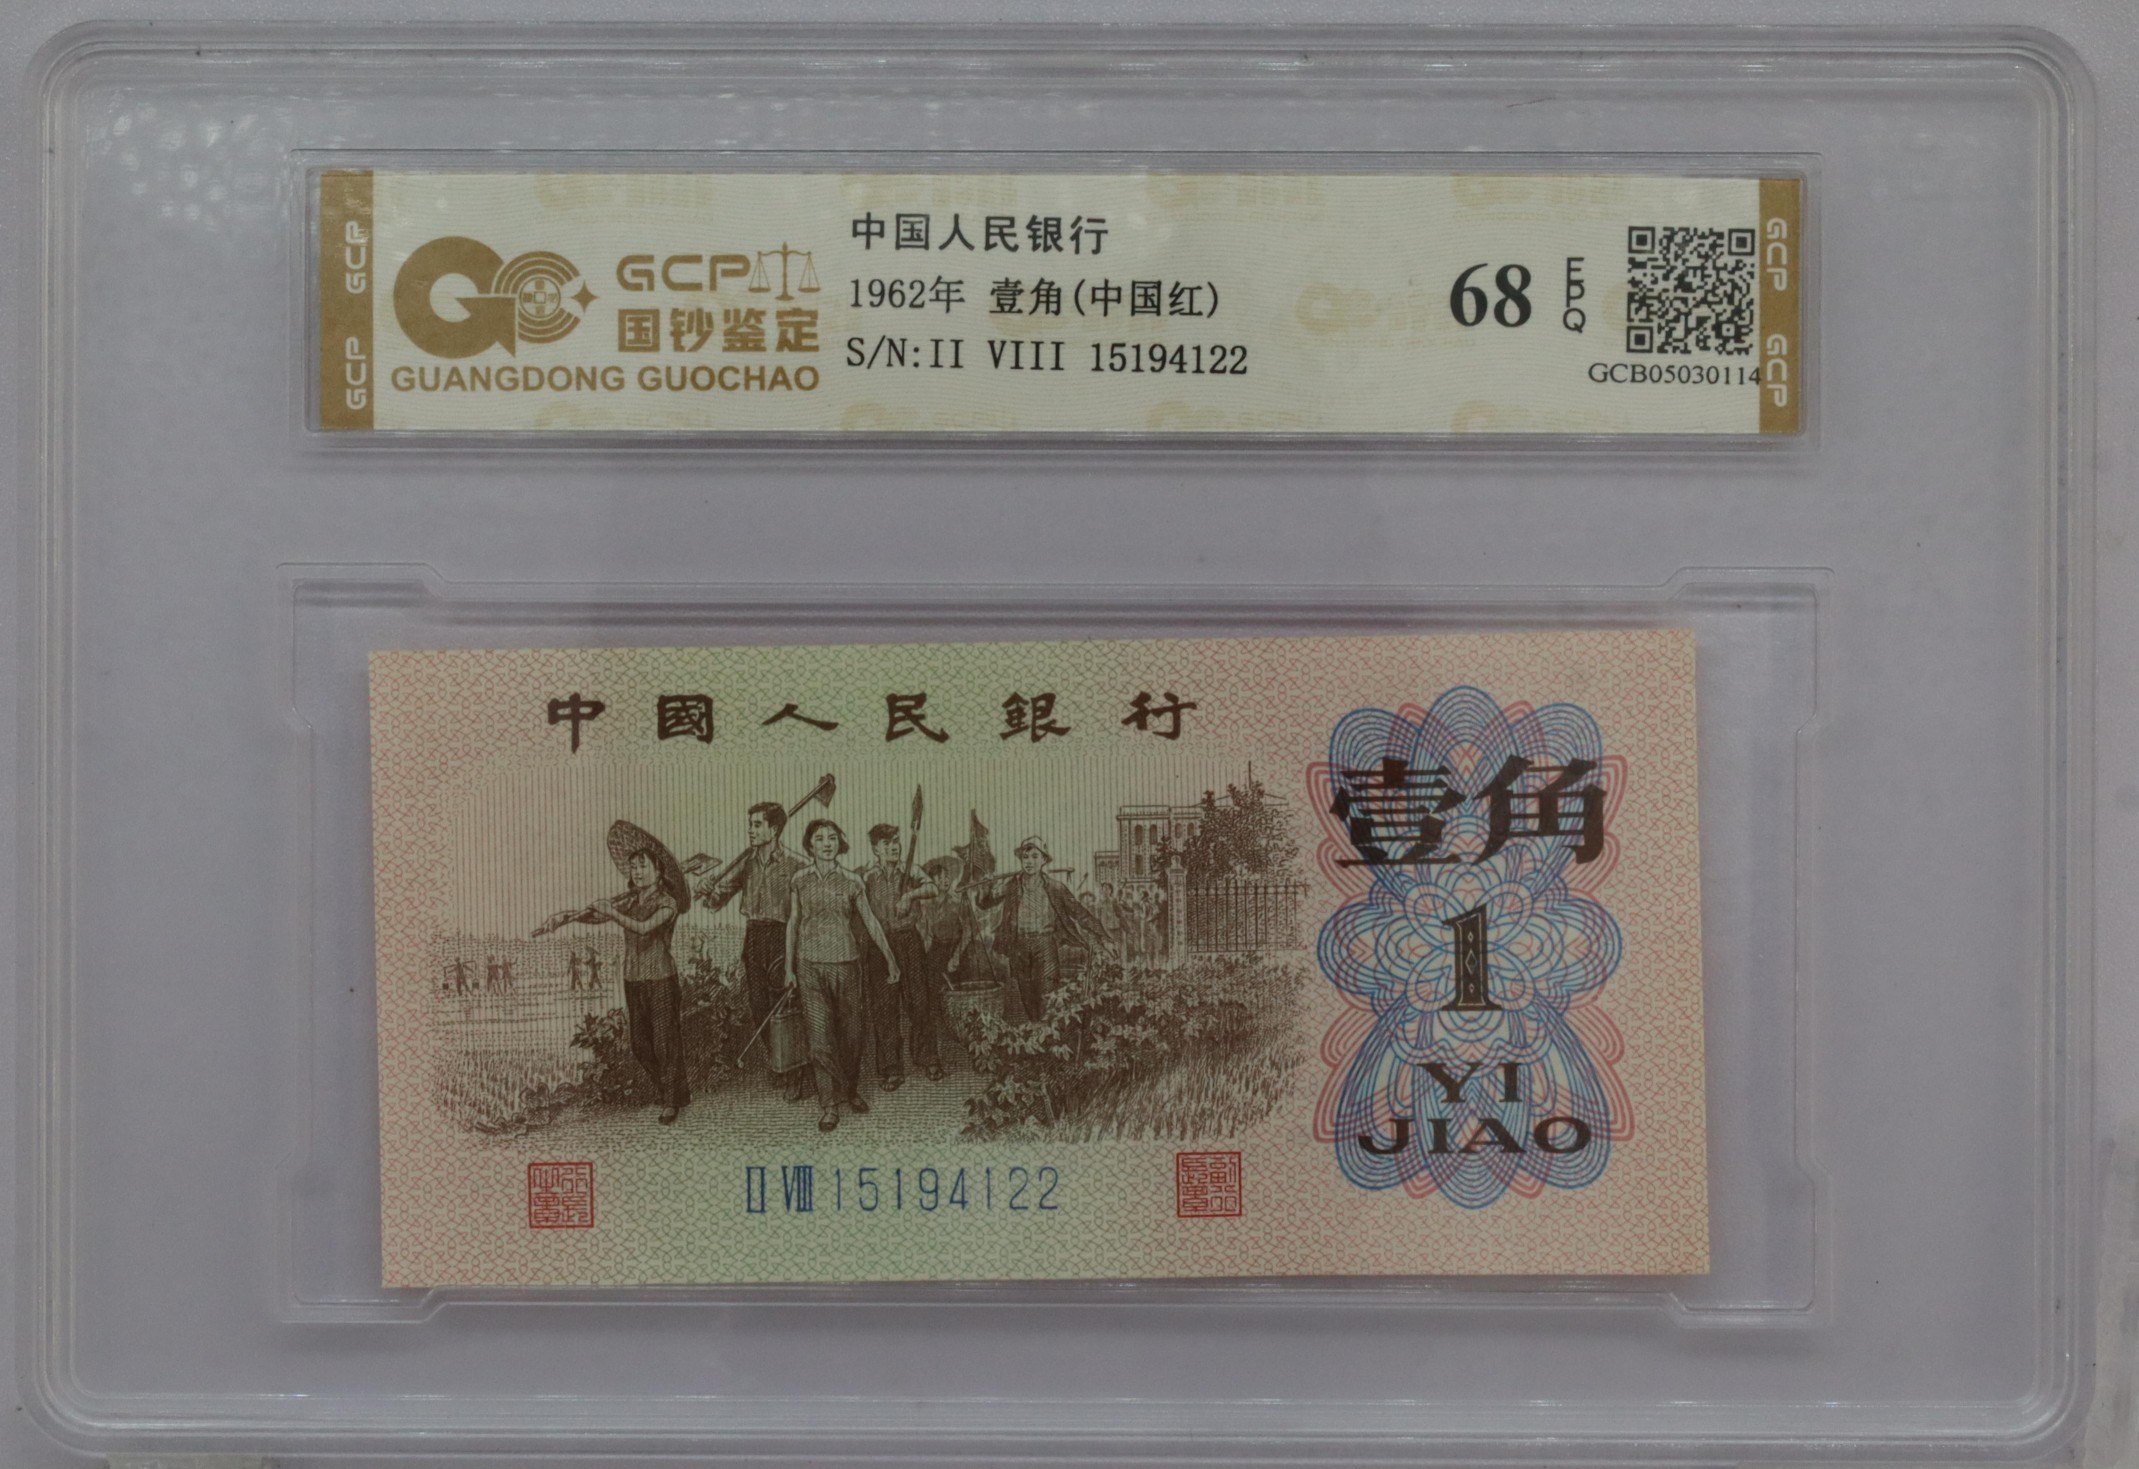 GCP GCP
GCP
国钞鉴定
GUANGDONG GUOCHAO
中国人民银行
1962年 壹角(中国红)
S/N:II VIII 15194122
68 EPQ
GCB05030114
GCP GCP
中國人民銀行
壹角
1
YI
JIAO
II VIII 15194122